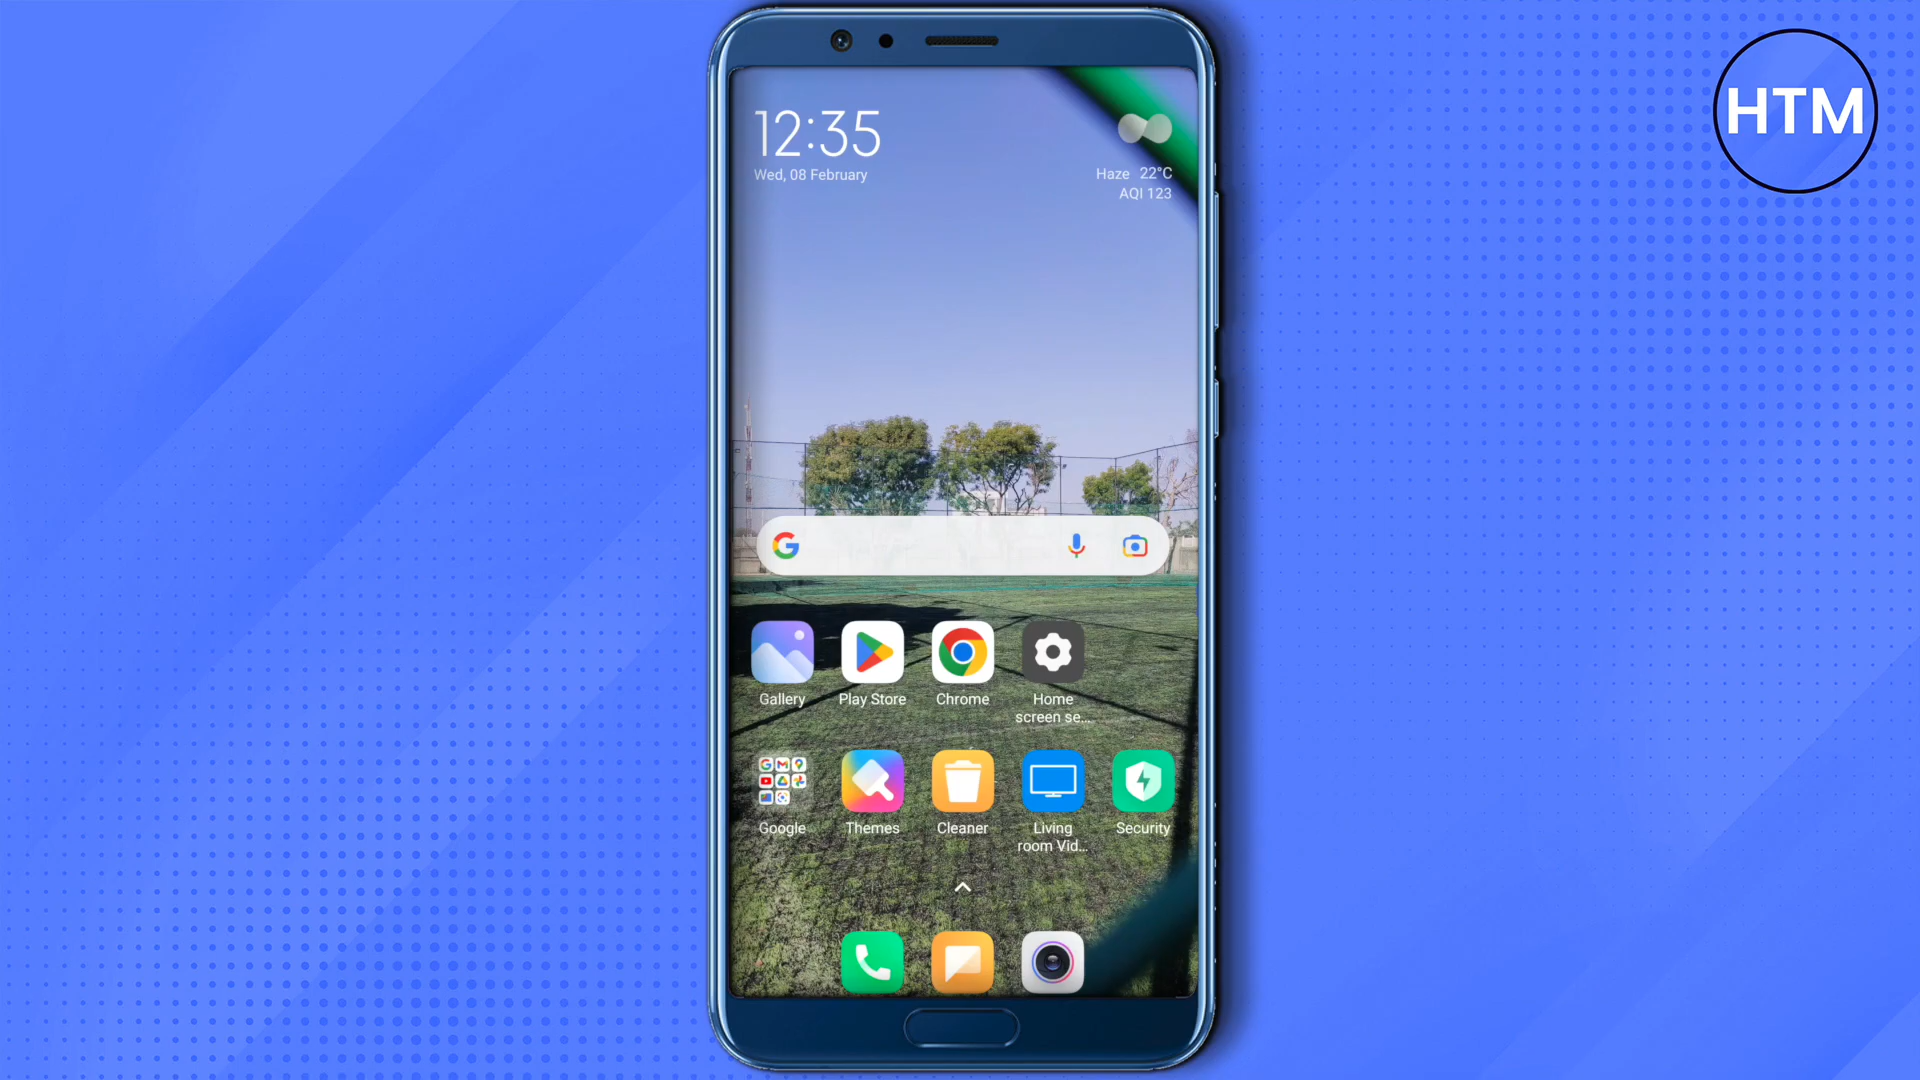 HTM
12:35
Wed, 08 February
Haze 22°C
AQI 123
Gallery
Play Store
Chrome
Home
screen se...
Google
Themes
Cleaner
Living
room Vid...
Security